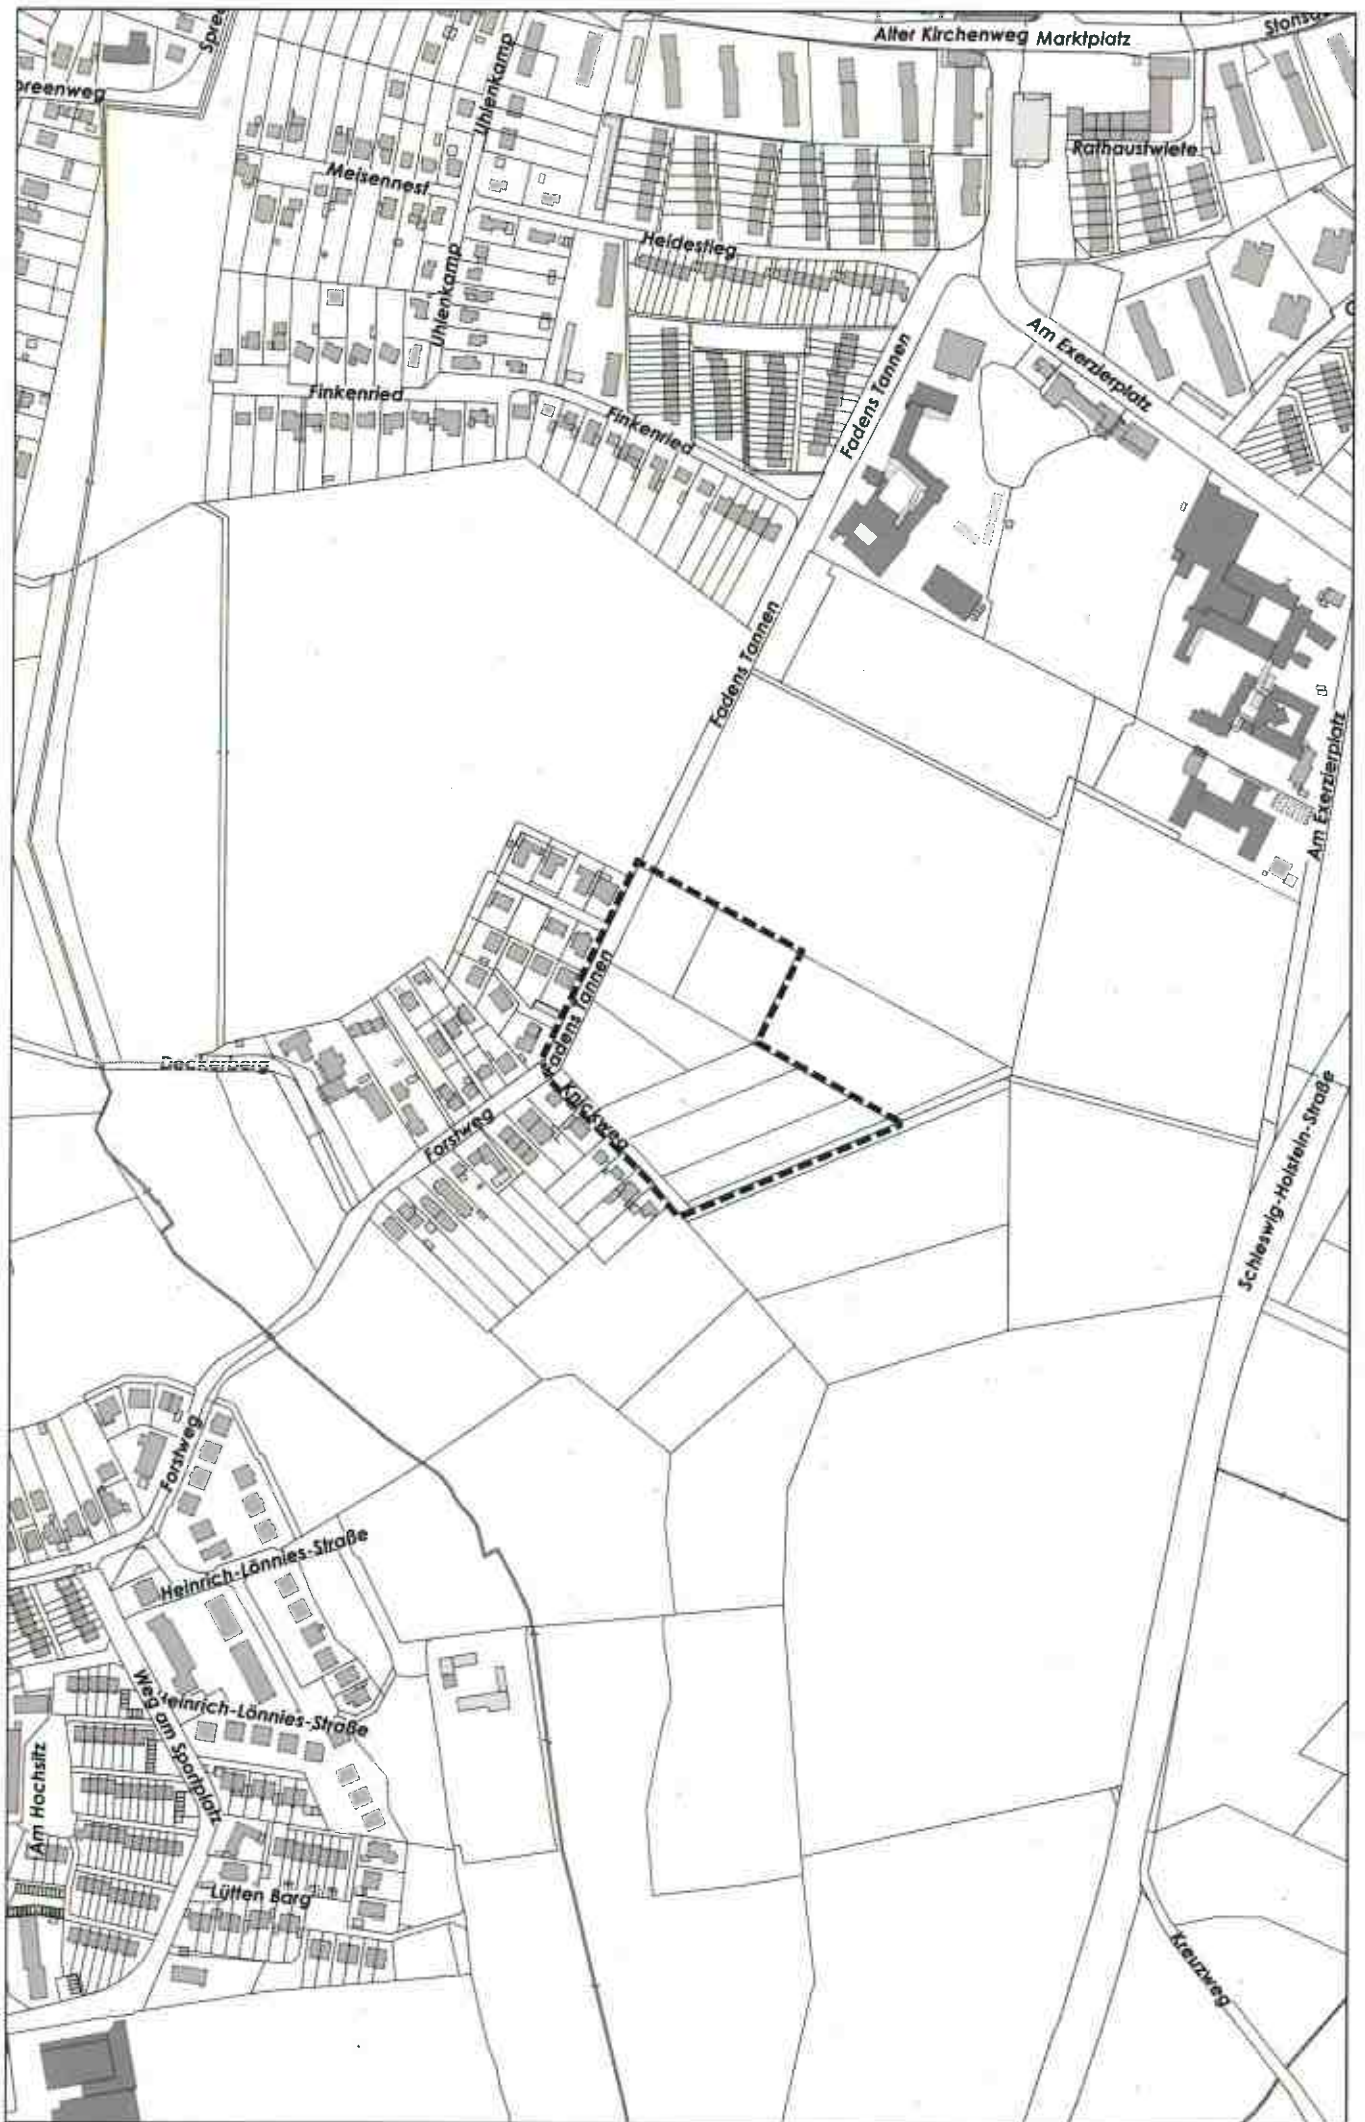 Alter Kirchenweg
Marktplatz
Uhlenkamp
Rathaustwiete
Meisennest
Heidestieg
Uhlenkamp
Am Exerzierplatz
Finkenried
Fadens Tannen
Finkenried
Fadens Tannen
Am Exerzierplatz
Fadens Tannen
Deckerberg
Knickweg
Forstweg
Schleswig-Holstein-Straße
Forstweg
Heinrich-Lönnies-Straße
Heinrich-Lönnies-Straße
Weg am Sportplatz
Am Hochsitz
Lütten Barg
Kreuzweg